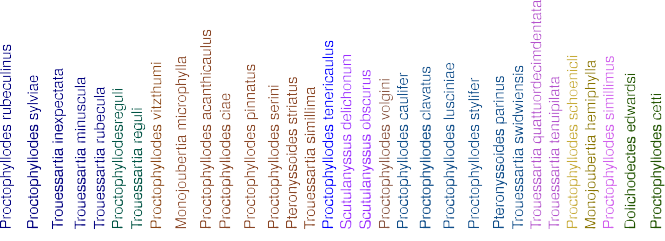 Proctophyllodes rubeculinus
Proctophyllodes sylviae
Trouessartia inexpectata
Trouessartia minuscula
Trouessartia rubecula
Proctophyllodesreguli
Trouessartia reguli
Proctophyllodes vitzthumi
Monojoubertia microphylla
Proctophyllodes acanthicaulus
Proctophyllodes ciae
Proctophyllodes pinnatus
Proctophyllodes serini
Pteronyssoides striatus
Trouessartia simillima
Proctophyllodes tenericaulus
Scutulanyssus delichonum
Scutulanyssus obscurus
Proctophyllodes volgini
Proctophyllodes caulifer
Proctophyllodes clavatus
Proctophyllodes lusciniae
Proctophyllodes stylifer
Pteronyssoides parinus
Trouessartia swidwiensis
Trouessartia quattuordecimdentata
Trouessartia tenuipilata
Proctophyllodes schoenicli
Monojoubertia hemiphylla
Proctophyllodes simillimus
Dolichodectes edwardsi
Proctophyllodes cetti